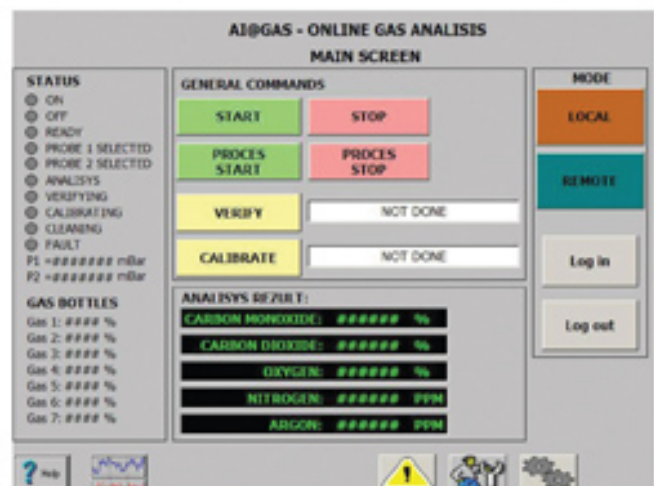 AI@GAS - ONLINE GAS ANALISIS
MAIN SCREEN
STATUS
ON
OFF
READY
PROBE 1 SELECTED
PROBE 2 SELECTED
ANALISYS
VERIFYING
CALIBRATING
CLEANING
FAULT
P1 =####### mBar
P2 =####### mBar
GAS BOTTLES
Gas 1: #### %
Gas 2: #### %
Gas 3: #### %
Gas 4: #### %
Gas 5: #### %
Gas 6: #### %
Gas 7: #### %
GENERAL COMMANDS
START
STOP
PROCES
START
PROCES
STOP
VERIFY
NOT DONE
CALIBRATE
NOT DONE
ANALISYS REZULT:
CARBON MONOXIDE: ###### %
CARBON DIOXIDE: ###### %
OXYGEN: ###### %
NITROGEN: ###### PPM
ARGON: ###### PPM
MODE
LOCAL
REMOTE
Log in
Log out
? Help